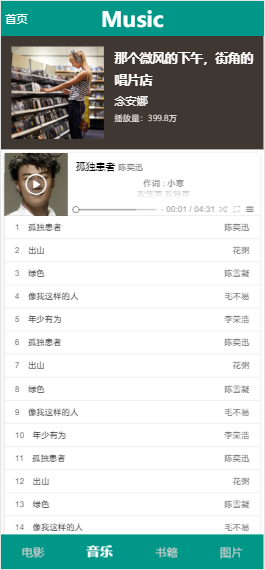 首页 Music
那个微风的下午，街角的
唱片店
念安娜
播放量：399.8万
孤独患者 陈奕迅
作词 : 小寒
00:01 / 04:31
1 孤独患者 陈奕迅
2 出山 花粥
3 绿色 陈雪凝
4 像我这样的人 毛不易
5 年少有为 李荣浩
6 孤独患者 陈奕迅
7 出山 花粥
8 绿色 陈雪凝
9 像我这样的人 毛不易
10 年少有为 李荣浩
11 孤独患者 陈奕迅
12 出山 花粥
13 绿色 陈雪凝
14 像我这样的人 毛不易
电影 音乐 书籍 图片